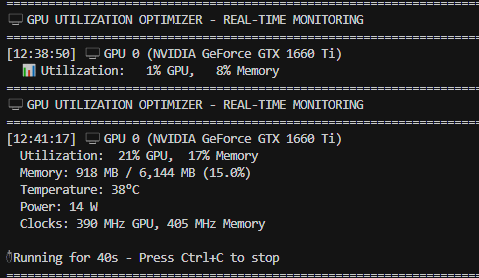 ================================================================
🖥️ GPU UTILIZATION OPTIMIZER - REAL-TIME MONITORING
================================================================
[12:38:50] 🖥️ GPU 0 (NVIDIA GeForce GTX 1660 Ti)
📊 Utilization:   1% GPU,   8% Memory
================================================================
🖥️ GPU UTILIZATION OPTIMIZER - REAL-TIME MONITORING
================================================================
[12:41:17] 🖥️ GPU 0 (NVIDIA GeForce GTX 1660 Ti)
Utilization:  21% GPU,  17% Memory
Memory: 918 MB / 6,144 MB (15.0%)
Temperature: 38°C
Power: 14 W
Clocks: 390 MHz GPU, 405 MHz Memory
Running for 40s - Press Ctrl+C to stop
================================================================